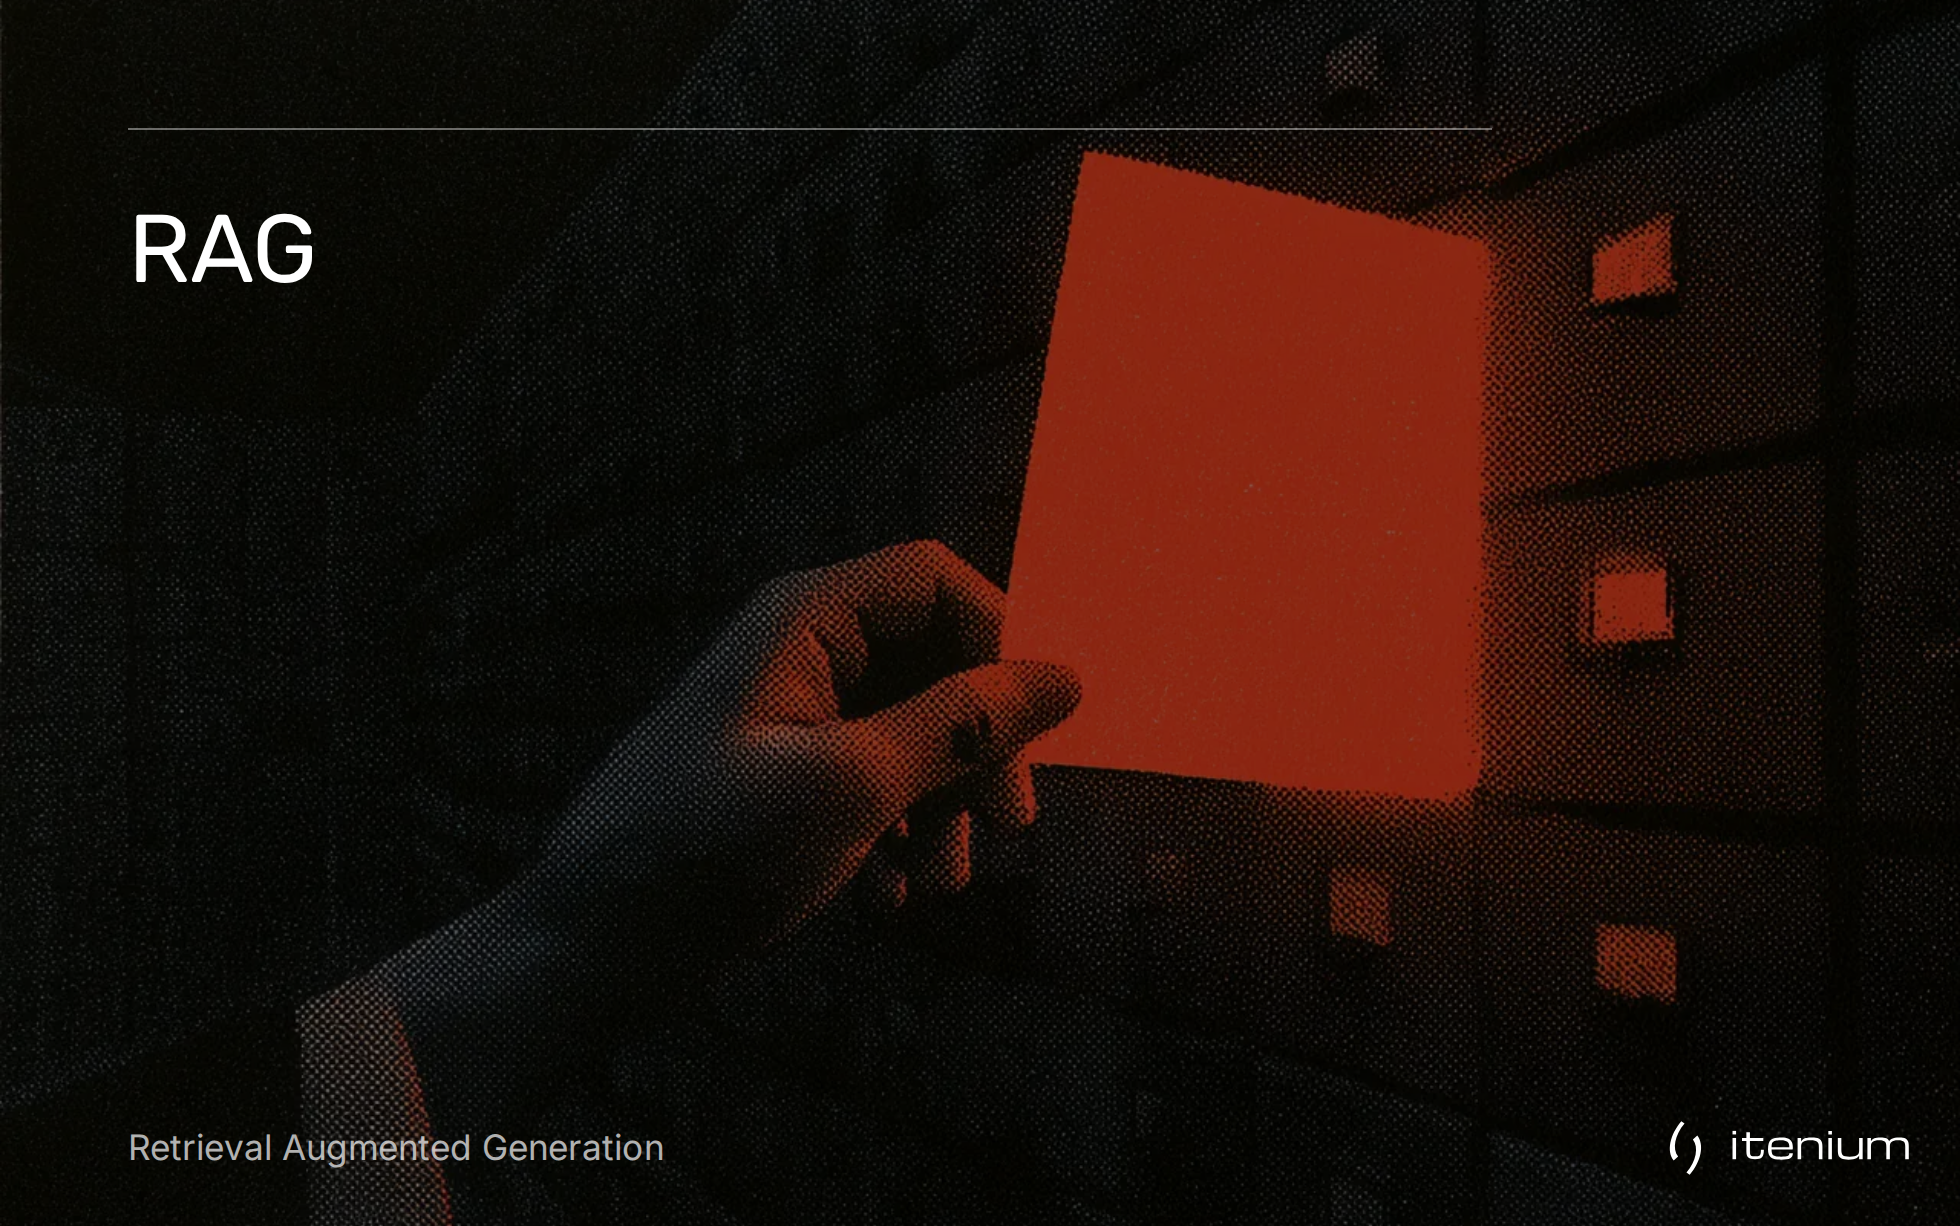 RAG
Retrieval Augmented Generation
itenium